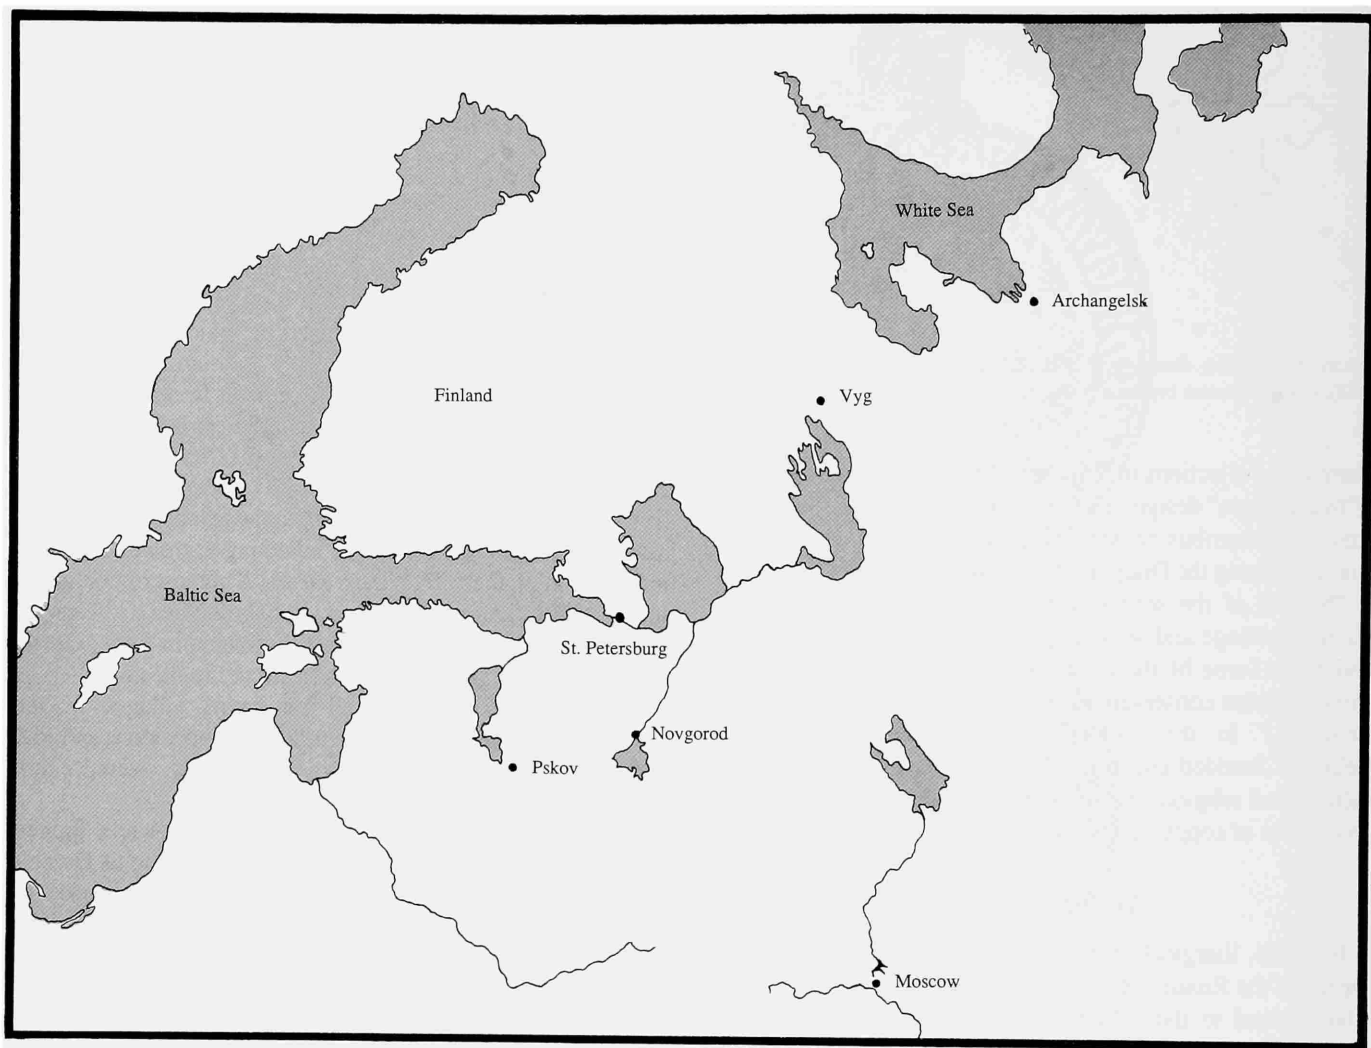 White Sea
Archangelsk
Finland
Vyg
Baltic Sea
St. Petersburg
Novgorod
Pskov
Moscow